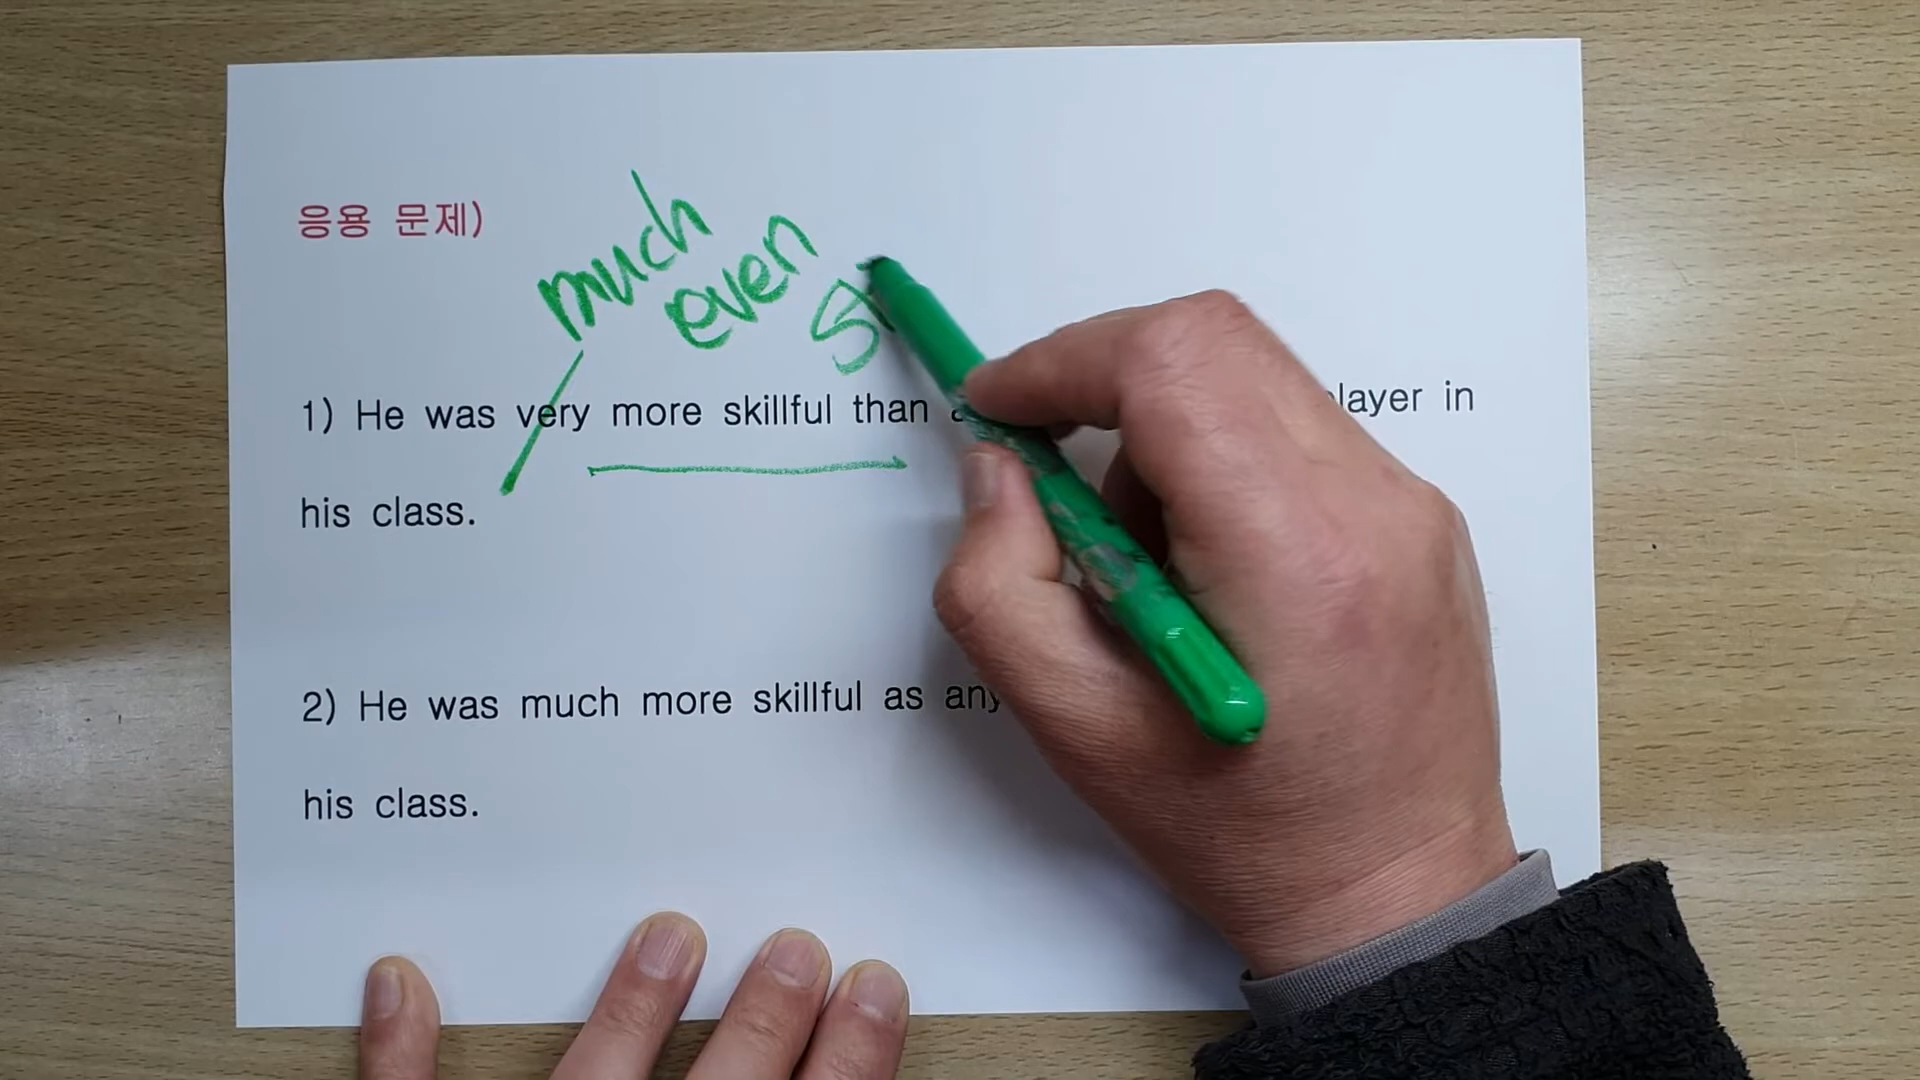 응용 문제)
much
even
1) He was very more skillful than layer in
his class.
2) He was much more skillful as any
his class.